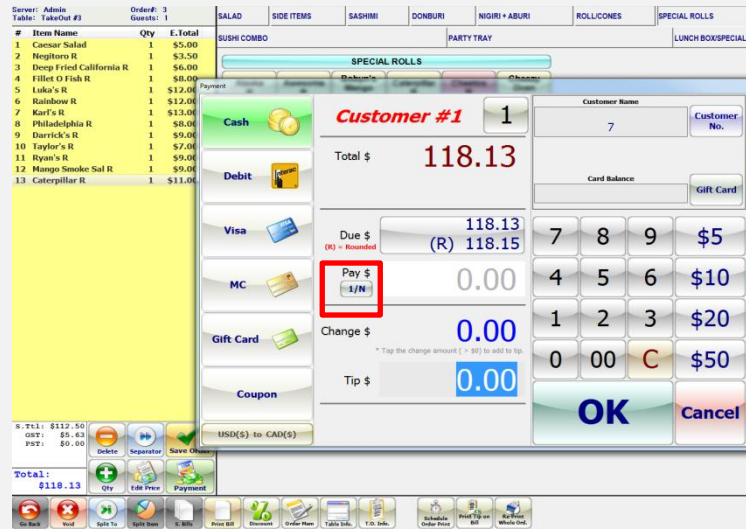 Server: Admin Order#: 3
Table: TakeOut #3 Guests: 1
# Item Name Qty E.Total
1 Caesar Salad 1 $5.00
2 Negitoro R 1 $3.50
3 Deep Fried California R 1 $6.00
4 Fillet O Fish R 1 $8.00
5 Luka's R 1 $12.00
6 Rainbow R 1 $12.00
7 Karl's R 1 $13.00
8 Philadelphia R 1 $8.00
9 Darrick's R 1 $9.00
10 Taylor's R 1 $7.00
11 Ryan's R 1 $9.00
12 Mango Smoke Sal R 1 $9.00
13 Caterpillar R 1 $11.00
S.Ttl: $112.50
GST: $5.63
PST: $0.00
Total:
$118.13
Delete Separator Save Order
Qty Edit Price Payment
SALAD SIDE ITEMS SASHIMI DONBURI NIGIRI + ABURI ROLL/CONES SPECIAL ROLLS
SUSHI COMBO PARTY TRAY LUNCH BOX/SPECIAL
SPECIAL ROLLS
Payment
Cash
Debit
Interac
Visa
MC
Gift Card
Coupon
USD($) to CAD($)
Customer #1 1
Total $ 118.13
Due $ 118.13
(R) = Rounded (R) 118.15
Pay $ 0.00
1/N
Change $ 0.00
* Tap the change amount ( > $0) to add to tip.
Tip $ 0.00
Customer Name
7 Customer No.
Card Balance
Gift Card
7 8 9 $5
4 5 6 $10
1 2 3 $20
0 00 C $50
OK Cancel
Go Back Void Split To Split Item S. Bills Print Bill Discount Order Mem Table Info. T.O. Info. Schedule Order Print Print Tip on Bill Re-Print Whole Ord.